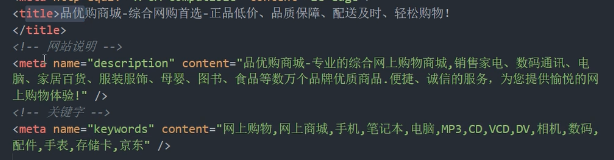 <title>品优购商城-综合网购首选-正品低价、品质保障、配送及时、轻松购物!
</title>
<!-- 网站说明 -->
<meta name="description" content="品优购商城-专业的综合网上购物商城,销售家电、数码通讯、电
脑、家居百货、服装服饰、母婴、图书、食品等数万个品牌优质商品.便捷、诚信的服务，为您提供愉悦的网
上购物体验!" />
<!-- 关键字 -->
<meta name="keywords" content="网上购物,网上商城,手机,笔记本,电脑,MP3,CD,VCD,DV,相机,数码,
配件,手表,存储卡,京东" />